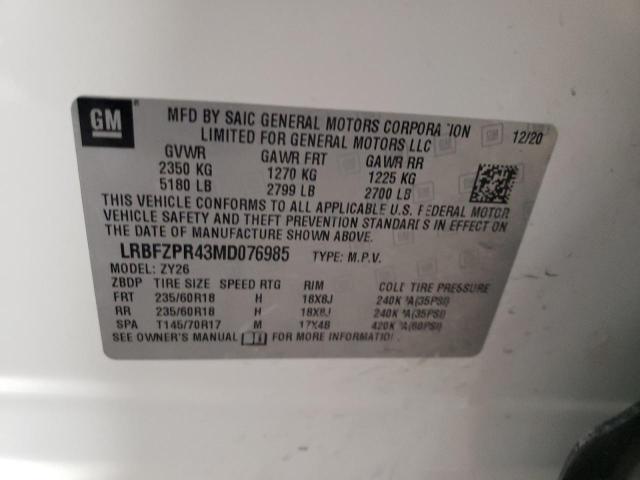 GM
MFD BY SAIC GENERAL MOTORS CORPORATION
LIMITED FOR GENERAL MOTORS LLC
12/20
GVWR GAWR FRT GAWR RR
2350 KG 1270 KG 1225 KG
5180 LB 2799 LB 2700 LB
THIS VEHICLE CONFORMS TO ALL APPLICABLE U.S. FEDERAL MOTOR
VEHICLE SAFETY AND THEFT PREVENTION STANDARDS IN EFFECT ON
THE DATE OF MANUFACTURE SHOWN ABOVE.
LRBFZPR43MD076985 TYPE: M.P.V.
MODEL: ZY26
ZBDP TIRE SIZE SPEED RTG RIM COLD TIRE PRESSURE
FRT 235/60R18 H 18X8J 240KPA(35PSI)
RR 235/60R18 H 18X8J 240KPA(35PSI)
SPA T145/70R17 M 17X4B 420KPA(60PSI)
SEE OWNER'S MANUAL FOR MORE INFORMATION